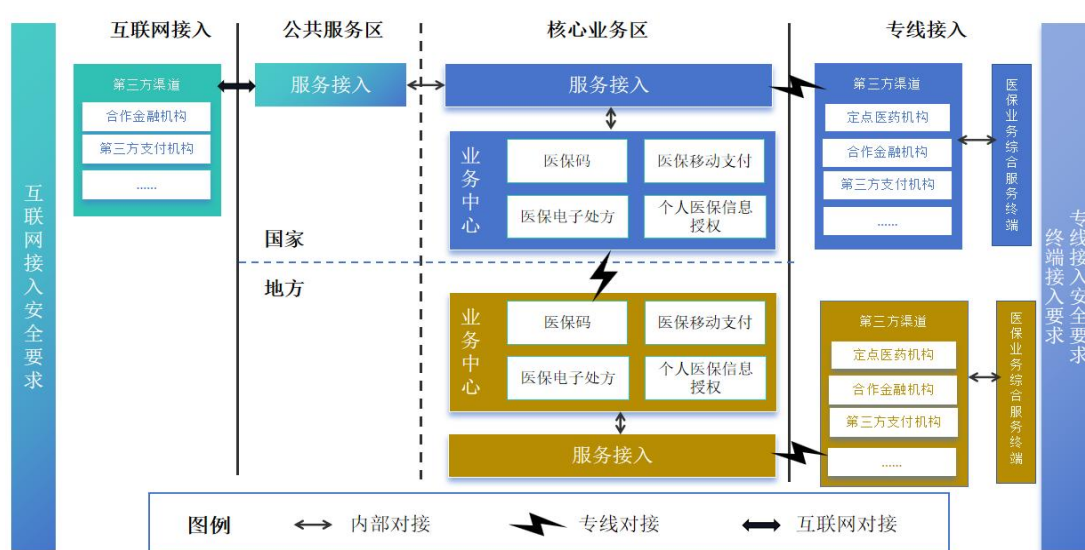 互联网接入
公共服务区
核心业务区
专线接入
互联网接入安全要求
第三方渠道
合作金融机构
第三方支付机构
......
服务接入
服务接入
业务中心
医保码
医保移动支付
医保电子处方
个人医保信息
授权
第三方渠道
定点医药机构
合作金融机构
第三方支付机构
......
医保业务综合服务终端
专线接入安全要求
终端接入要求
国家
地方
业务中心
医保码
医保移动支付
医保电子处方
个人医保信息
授权
服务接入
第三方渠道
定点医药机构
合作金融机构
第三方支付机构
......
医保业务综合服务终端
图例
内部对接
专线对接
互联网对接